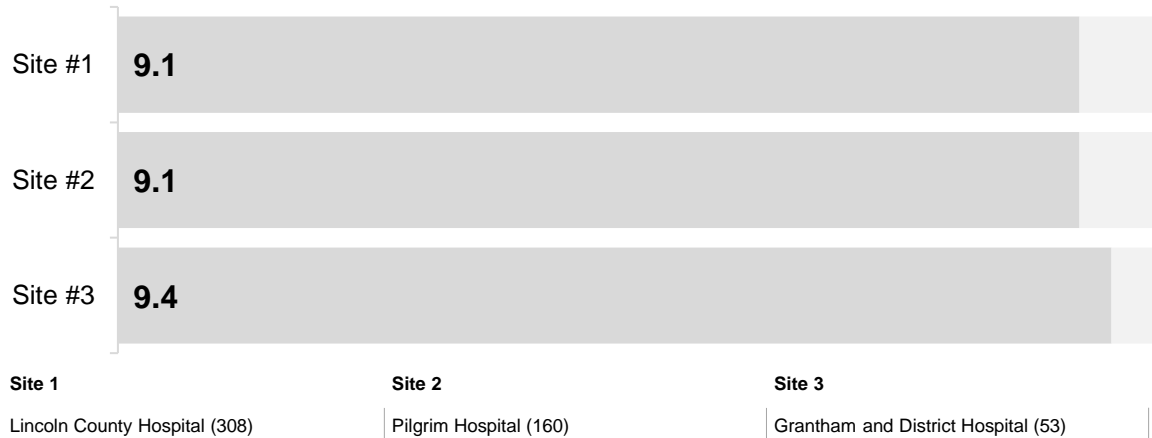 Site #1 9.1
Site #2 9.1
Site #3 9.4
Site 1 Site 2 Site 3
Lincoln County Hospital (308) Pilgrim Hospital (160) Grantham and District Hospital (53)